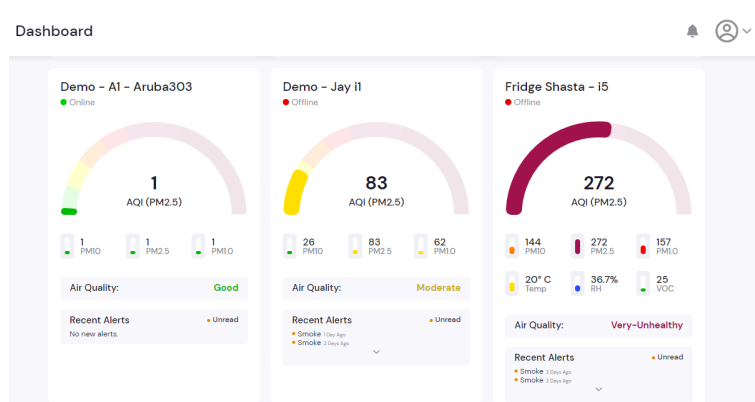 Dashboard
Demo - A1 - Aruba303
Online
1
AQI (PM2.5)
1
PM10
1
PM2.5
1
PM1.0
Air Quality: Good
Recent Alerts Unread
No new alerts.
Demo - Jay i1
Offline
83
AQI (PM2.5)
26
PM10
83
PM2.5
62
PM1.0
Air Quality: Moderate
Recent Alerts Unread
Smoke 1 Day Ago
Smoke 2 Days Ago
Fridge Shasta - i5
Offline
272
AQI (PM2.5)
144
PM10
272
PM2.5
157
PM1.0
20° C
Temp
36.7%
RH
25
VOC
Air Quality: Very-Unhealthy
Recent Alerts Unread
Smoke 3 Days Ago
Smoke 3 Days Ago